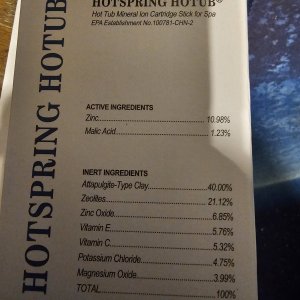 HOTSPRING HOTUB
HOTSPRING HOTUB®
Hot Tub Mineral Ion Cartridge Stick for Spa
EPA Establishment No.100781-CHN-2
ACTIVE INGREDIENTS
Zinc 10.98%
Malic Acid 1.23%
INERT INGREDIENTS
Attapulgite-Type Clay 40.00%
Zeolites 21.12%
Zinc Oxide 6.85%
Vitamin E 5.76%
Vitamin C 5.32%
Potassium Chloride 4.75%
Magnesium Oxide 3.99%
TOTAL 100%